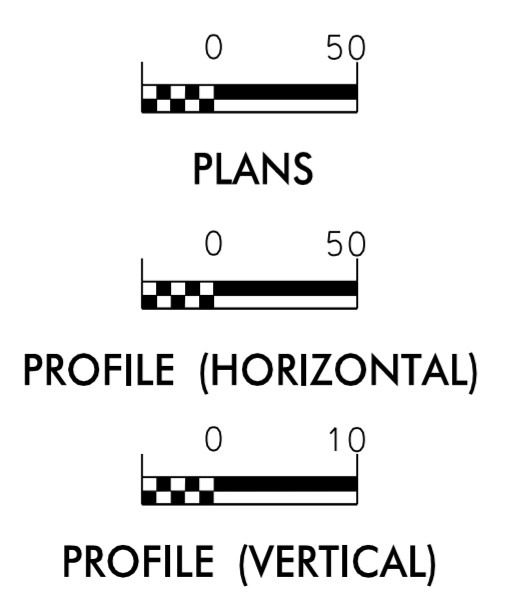 0 50
PLANS
0 50
PROFILE (HORIZONTAL)
0 10
PROFILE (VERTICAL)